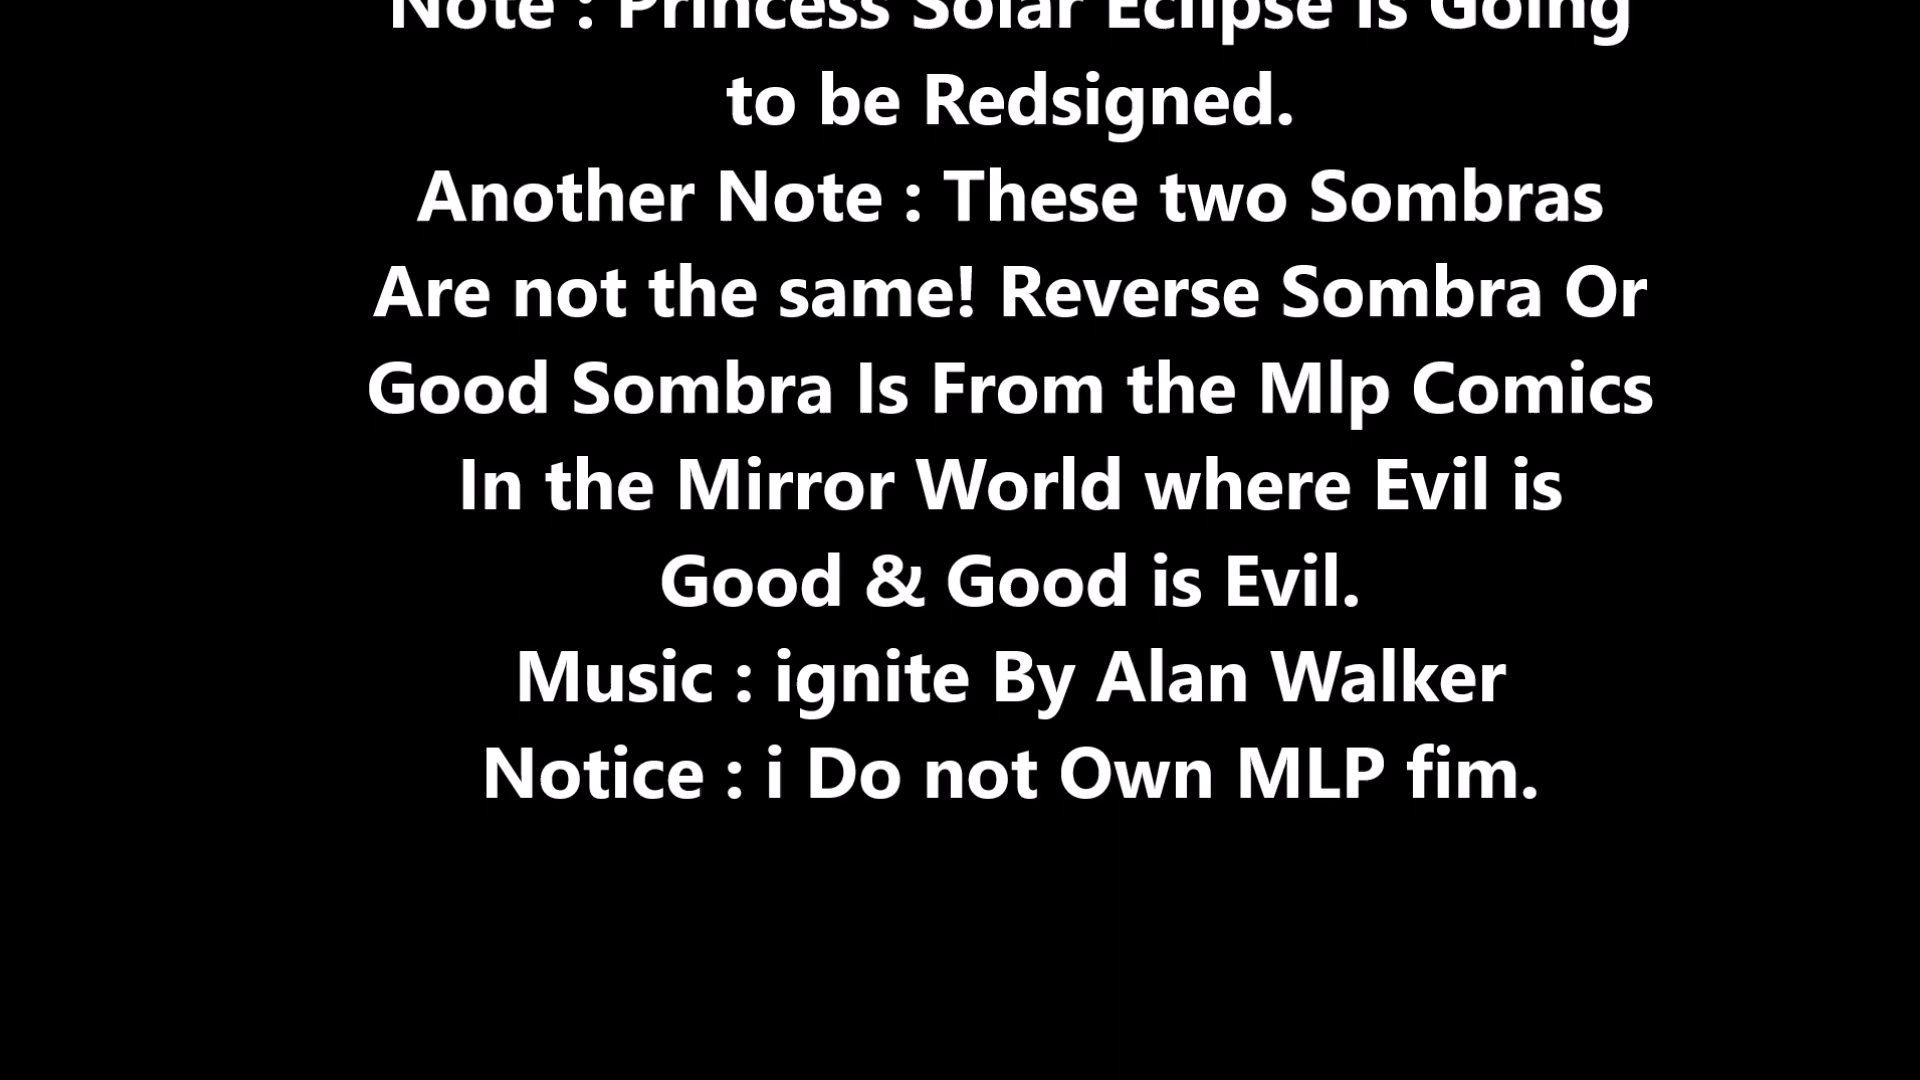 Note : Princess Solar Eclipse is Going
to be Redsigned.
Another Note : These two Sombras
Are not the same! Reverse Sombra Or
Good Sombra Is From the Mlp Comics
In the Mirror World where Evil is
Good & Good is Evil.
Music : ignite By Alan Walker
Notice : i Do not Own MLP fim.